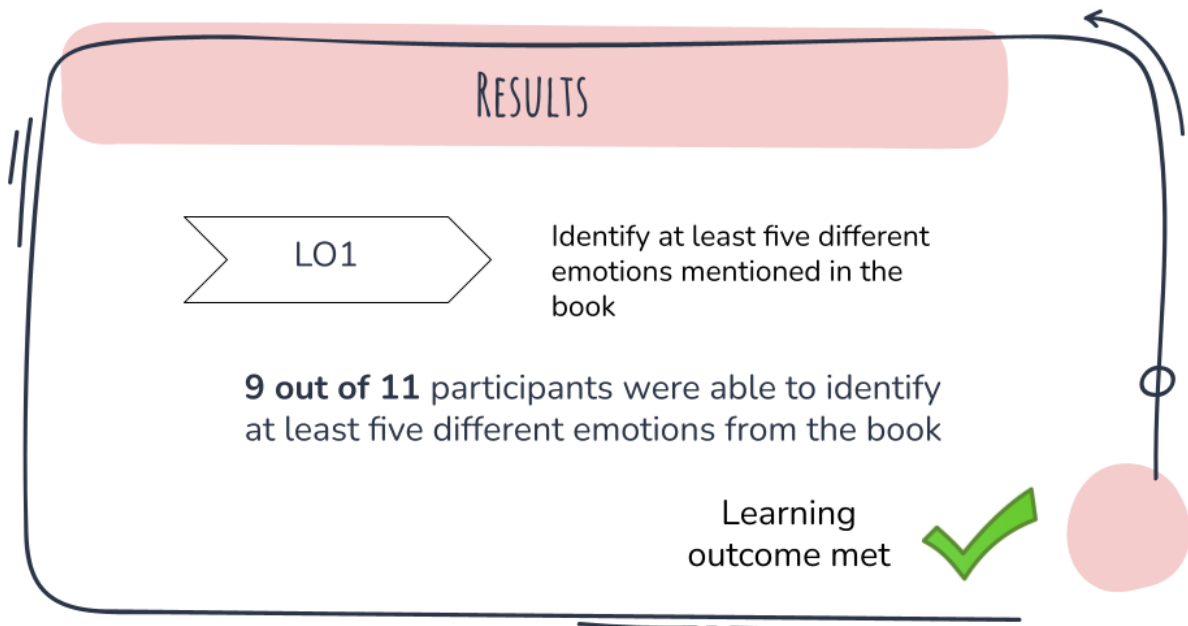 Results
LO1
Identify at least five different
emotions mentioned in the
book
9 out of 11 participants were able to identify
at least five different emotions from the book
Learning
outcome met